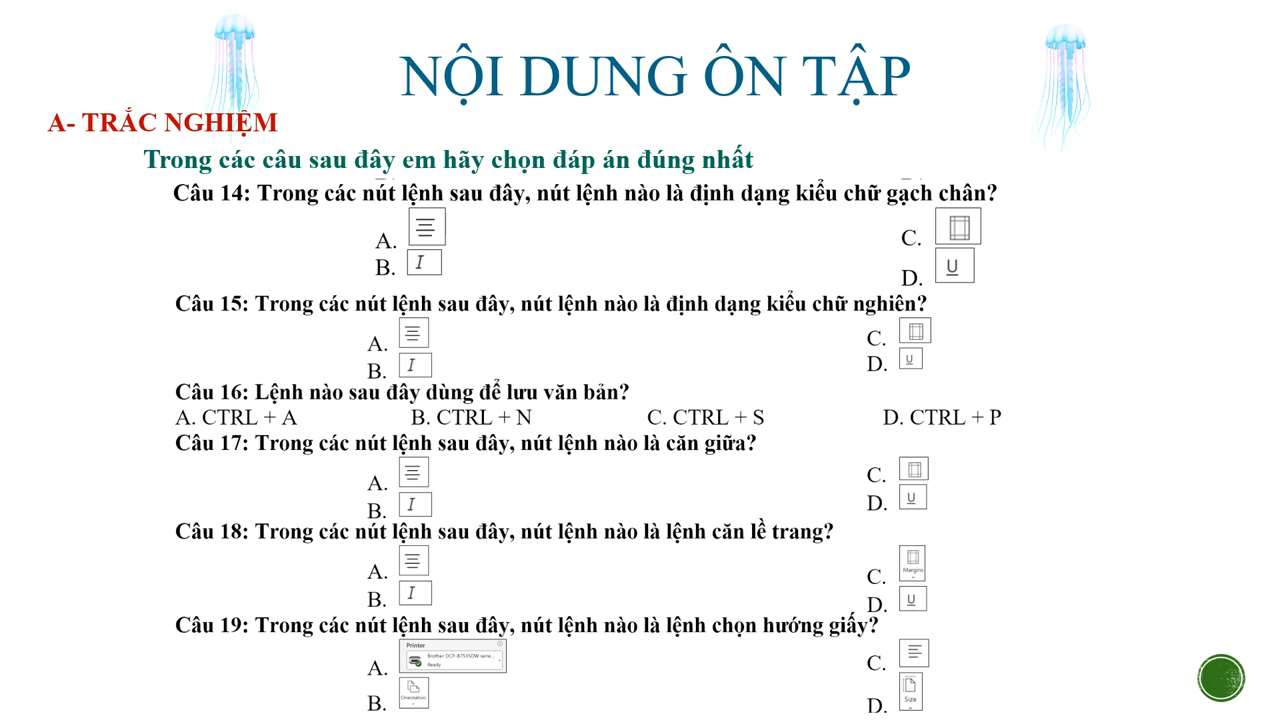 NỘI DUNG ÔN TẬP
A- TRẮC NGHIỆM
Trong các câu sau đây em hãy chọn đáp án đúng nhất
Câu 14: Trong các nút lệnh sau đây, nút lệnh nào là định dạng kiểu chữ gạch chân?
A.
C.
B. I
D. U
Câu 15: Trong các nút lệnh sau đây, nút lệnh nào là định dạng kiểu chữ nghiên?
A.
C.
B. I
D. U
Câu 16: Lệnh nào sau đây dùng để lưu văn bản?
A. CTRL + A B. CTRL + N C. CTRL + S D. CTRL + P
Câu 17: Trong các nút lệnh sau đây, nút lệnh nào là căn giữa?
A.
C.
B. I
D. U
Câu 18: Trong các nút lệnh sau đây, nút lệnh nào là lệnh căn lề trang?
A.
C. Margins
B. I
D. U
Câu 19: Trong các nút lệnh sau đây, nút lệnh nào là lệnh chọn hướng giấy?
A. Printer
Brother DCP-B7535DW serie...
Ready
C.
B. Orientation
D. Size